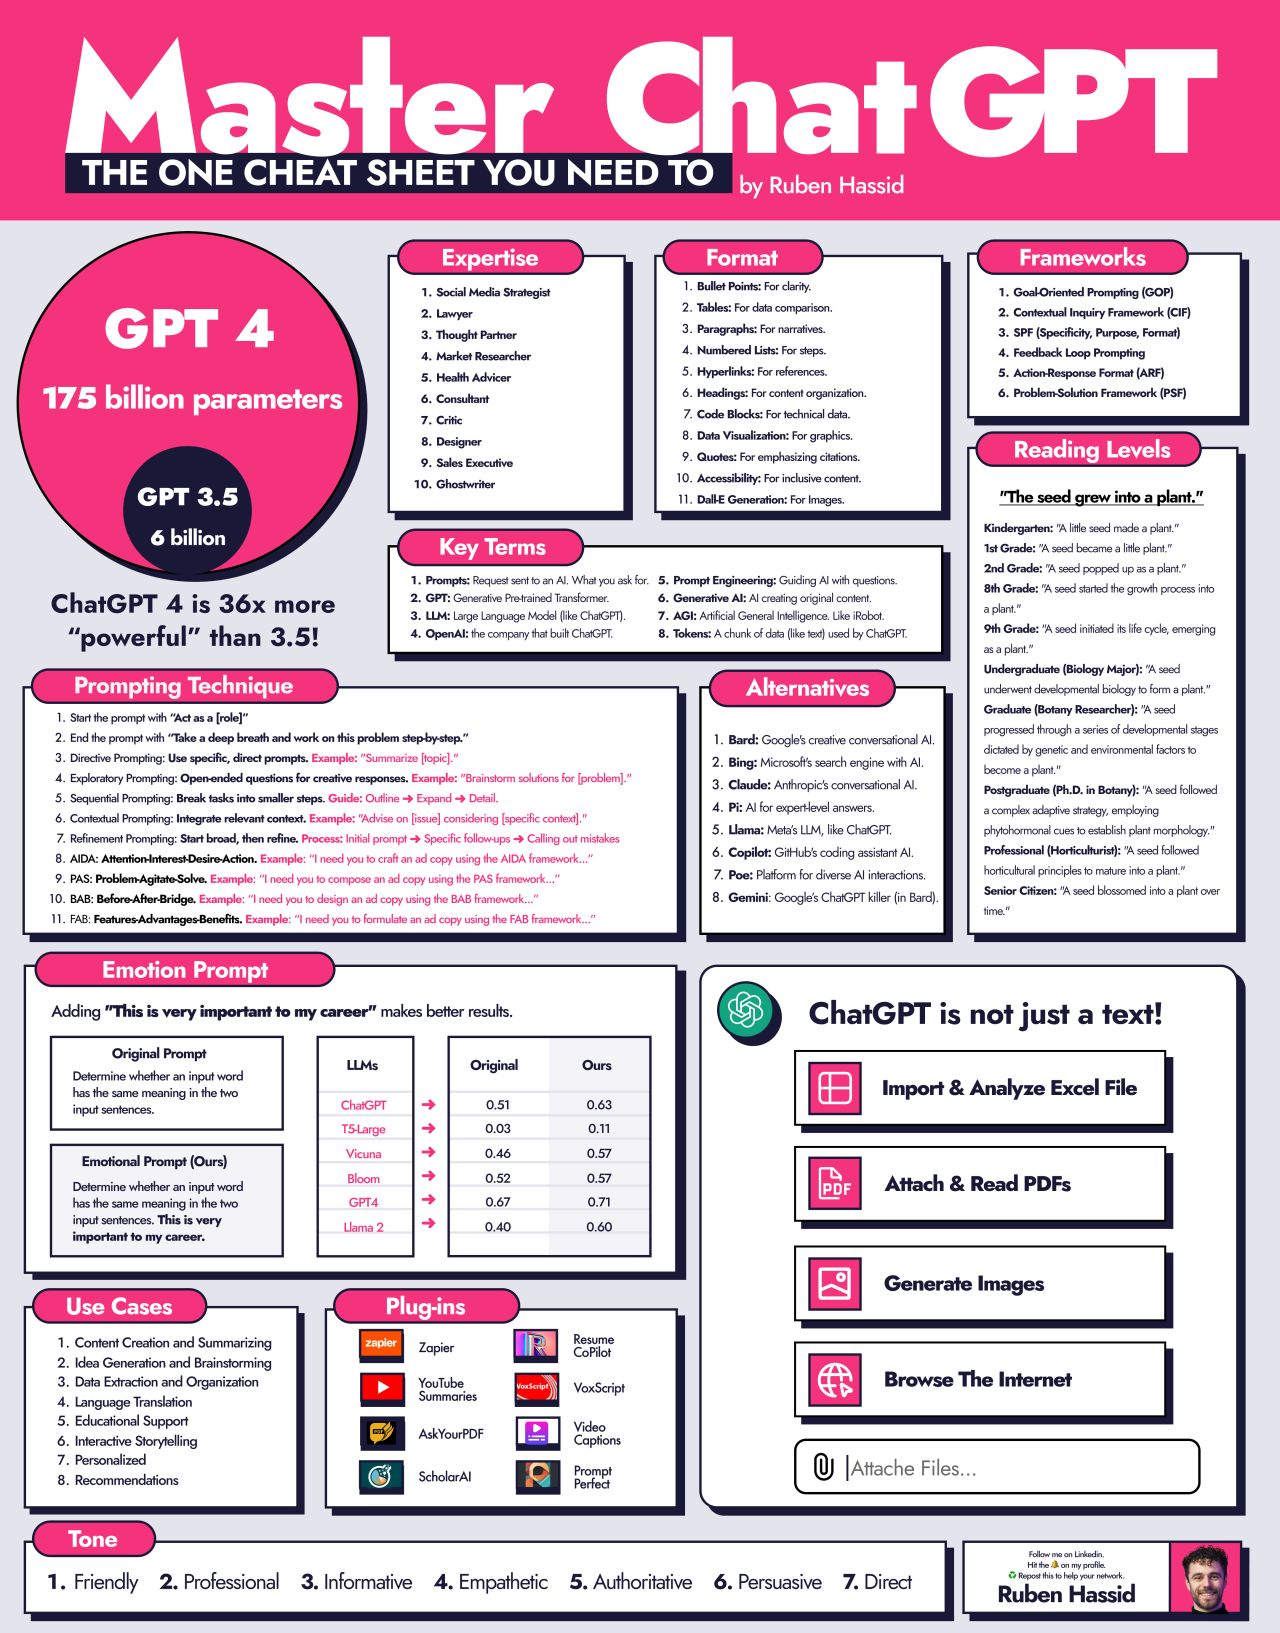 Master ChatGPT
THE ONE CHEAT SHEET YOU NEED TO
by Ruben Hassid
GPT 4
175 billion parameters
GPT 3.5
6 billion
ChatGPT 4 is 36x more
“powerful” than 3.5!
Expertise
1. Social Media Strategist
2. Lawyer
3. Thought Partner
4. Market Researcher
5. Health Advicer
6. Consultant
7. Critic
8. Designer
9. Sales Executive
10. Ghostwriter
Format
1. Bullet Points: For clarity.
2. Tables: For data comparison.
3. Paragraphs: For narratives.
4. Numbered Lists: For steps.
5. Hyperlinks: For references.
6. Headings: For content organization.
7. Code Blocks: For technical data.
8. Data Visualization: For graphics.
9. Quotes: For emphasizing citations.
10. Accessibility: For inclusive content.
11. Dall-E Generation: For Images.
Frameworks
1. Goal-Oriented Prompting (GOP)
2. Contextual Inquiry Framework (CIF)
3. SPF (Specificity, Purpose, Format)
4. Feedback Loop Prompting
5. Action-Response Format (ARF)
6. Problem-Solution Framework (PSF)
Key Terms
1. Prompts: Request sent to an AI. What you ask for.
2. GPT: Generative Pre-trained Transformer.
3. LLM: Large Language Model (like ChatGPT).
4. OpenAI: the company that built ChatGPT.
5. Prompt Engineering: Guiding AI with questions.
6. Generative AI: AI creating original content.
7. AGI: Artificial General Intelligence. Like iRobot.
8. Tokens: A chunk of data (like text) used by ChatGPT.
Reading Levels
"The seed grew into a plant."
Kindergarten: "A little seed made a plant."
1st Grade: "A seed became a little plant."
2nd Grade: "A seed popped up as a plant."
8th Grade: "A seed started the growth process into
a plant."
9th Grade: "A seed initiated its life cycle, emerging
as a plant."
Undergraduate (Biology Major): "A seed
underwent developmental biology to form a plant."
Graduate (Botany Researcher): "A seed
progressed through a series of developmental stages
dictated by genetic and environmental factors to
become a plant."
Postgraduate (Ph.D. in Botany): "A seed followed
a complex adaptive strategy, employing
phytohormonal cues to establish plant morphology."
Professional (Horticulturist): "A seed followed
horticultural principles to mature into a plant."
Senior Citizen: "A seed blossomed into a plant over
time."
Prompting Technique
1. Start the prompt with “Act as a [role]”
2. End the prompt with “Take a deep breath and work on this problem step-by-step.”
3. Directive Prompting: Use specific, direct prompts. Example: "Summarize [topic]."
4. Exploratory Prompting: Open-ended questions for creative responses. Example: "Brainstorm solutions for [problem]."
5. Sequential Prompting: Break tasks into smaller steps. Guide: Outline ➜ Expand ➜ Detail.
6. Contextual Prompting: Integrate relevant context. Example: "Advise on [issue] considering [specific context]."
7. Refinement Prompting: Start broad, then refine. Process: Initial prompt ➜ Specific follow-ups ➜ Calling out mistakes
8. AIDA: Attention-Interest-Desire-Action. Example: “I need you to craft an ad copy using the AIDA framework...”
9. PAS: Problem-Agitate-Solve. Example: “I need you to compose an ad copy using the PAS framework...”
10. BAB: Before-After-Bridge. Example: “I need you to design an ad copy using the BAB framework...”
11. FAB: Features-Advantages-Benefits. Example: “I need you to formulate an ad copy using the FAB framework...”
Alternatives
1. Bard: Google's creative conversational AI.
2. Bing: Microsoft's search engine with AI.
3. Claude: Anthropic's conversational AI.
4. Pi: AI for expert-level answers.
5. Llama: Meta's LLM, like ChatGPT.
6. Copilot: GitHub's coding assistant AI.
7. Poe: Platform for diverse AI interactions.
8. Gemini: Google's ChatGPT killer (in Bard).
Emotion Prompt
Adding "This is very important to my career" makes better results.
Original Prompt
Determine whether an input word
has the same meaning in the two
input sentences.
Emotional Prompt (Ours)
Determine whether an input word
has the same meaning in the two
input sentences. This is very
important to my career.
LLMs Original Ours
ChatGPT ➜ 0.51 0.63
T5-Large ➜ 0.03 0.11
Vicuna ➜ 0.46 0.57
Bloom ➜ 0.52 0.57
GPT4 ➜ 0.67 0.71
Llama 2 ➜ 0.40 0.60
ChatGPT is not just a text!
Import & Analyze Excel File
PDF
Attach & Read PDFs
Generate Images
Browse The Internet
Attache Files...
Use Cases
1. Content Creation and Summarizing
2. Idea Generation and Brainstorming
3. Data Extraction and Organization
4. Language Translation
5. Educational Support
6. Interactive Storytelling
7. Personalized
8. Recommendations
Plug-ins
zapier
Zapier
YouTube
Summaries
PDF
AskYourPDF
ScholarAI
R
Resume
CoPilot
VoxScript
VoxScript
Video
Captions
Prompt
Perfect
Tone
1. Friendly 2. Professional 3. Informative 4. Empathetic 5. Authoritative 6. Persuasive 7. Direct
Follow me on Linkedin.
Hit the 🔔 on my profile.
♻️ Repost this to help your network.
Ruben Hassid